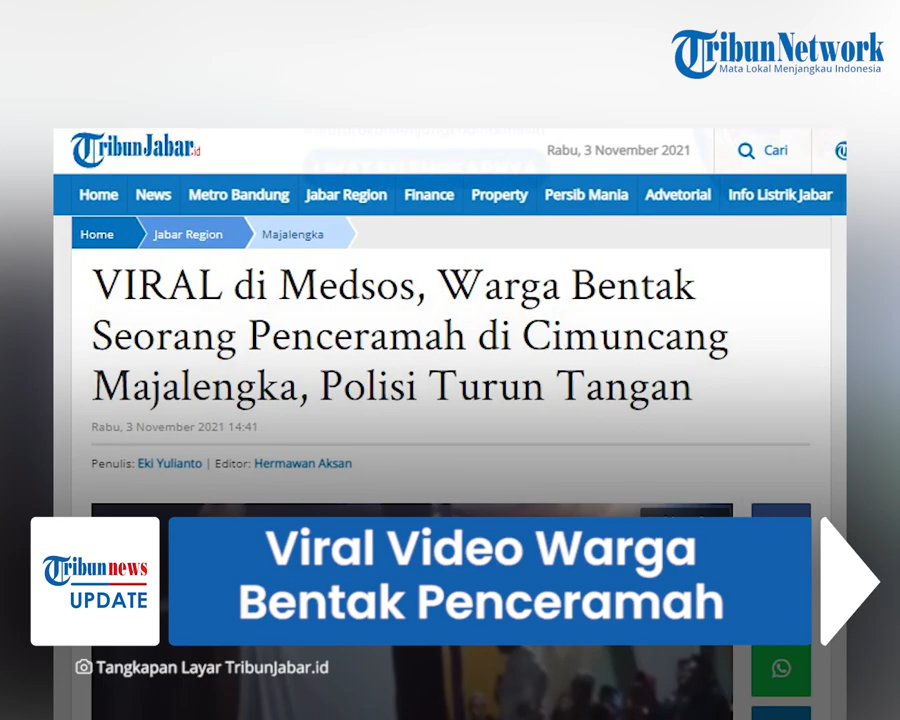 TribunNetwork
Mata Lokal Menjangkau Indonesia
TribunJabar.id
Rabu, 3 November 2021
Cari
Home News Metro Bandung Jabar Region Finance Property Persib Mania Advetorial Info Listrik Jabar
Home Jabar Region Majalengka
VIRAL di Medsos, Warga Bentak
Seorang Penceramah di Cimuncang
Majalengka, Polisi Turun Tangan
Rabu, 3 November 2021 14:41
Penulis: Eki Yulianto | Editor: Hermawan Aksan
Tribunnews
UPDATE
Viral Video Warga
Bentak Penceramah
Tangkapan Layar TribunJabar.id